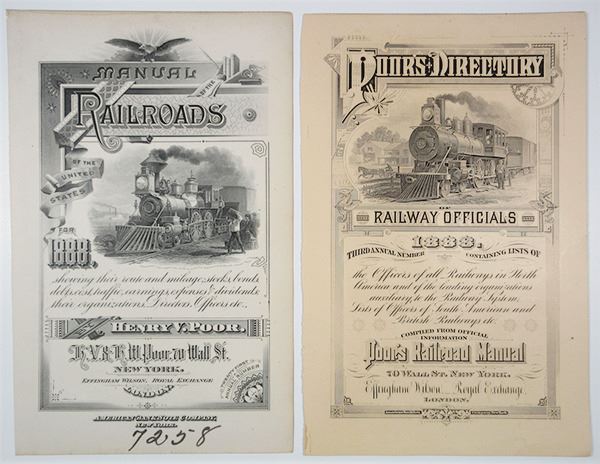 MANUAL
OF THE
RAILROADS
OF THE
UNITED
STATES
FOR
1888
showing their route and mileage, stocks, bonds,
debts, cost, traffic, earnings, expenses & dividends;
their organizations, Directors, Officers etc.
BY
HENRY V. POOR.
H.V. & H.W. Poor, 70 Wall St.
NEW YORK.
EFFINGHAM WILSON, ROYAL EXCHANGE
LONDON.
TWENTY FIRST
ANNUAL NUMBER
AMERICAN BANK NOTE COMPANY,
NEW YORK.
7258
POOR'S DIRECTORY
OF
RAILWAY OFFICIALS
1888.
THIRD ANNUAL NUMBER CONTAINING LISTS OF
the Officers of all Railways in North
America and of the leading organizations
auxiliary to the Railway System.
Lists of Officers of South American and
British Railways etc.
COMPILED FROM OFFICIAL
INFORMATION
Poor's Railroad Manual
70 WALL ST. NEW YORK.
Effingham Wilson, Royal Exchange,
LONDON.